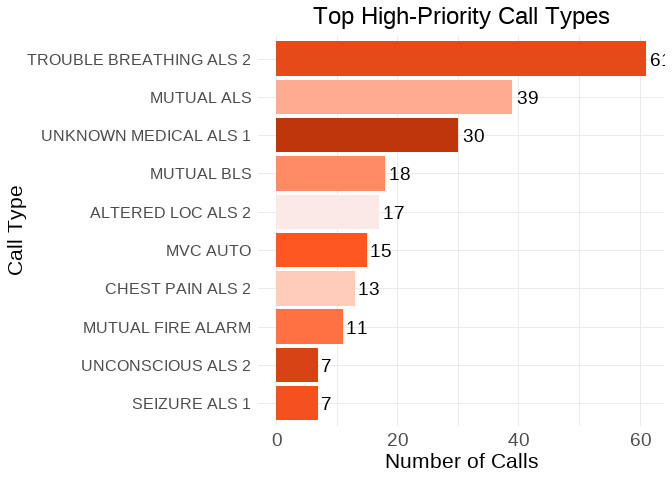 Top High-Priority Call Types
TROUBLE BREATHING ALS 2 61
MUTUAL ALS 39
UNKNOWN MEDICAL ALS 1 30
MUTUAL BLS 18
ALTERED LOC ALS 2 17
MVC AUTO 15
CHEST PAIN ALS 2 13
MUTUAL FIRE ALARM 11
UNCONSCIOUS ALS 2 7
SEIZURE ALS 1 7
0 20 40 60
Number of Calls
Call Type